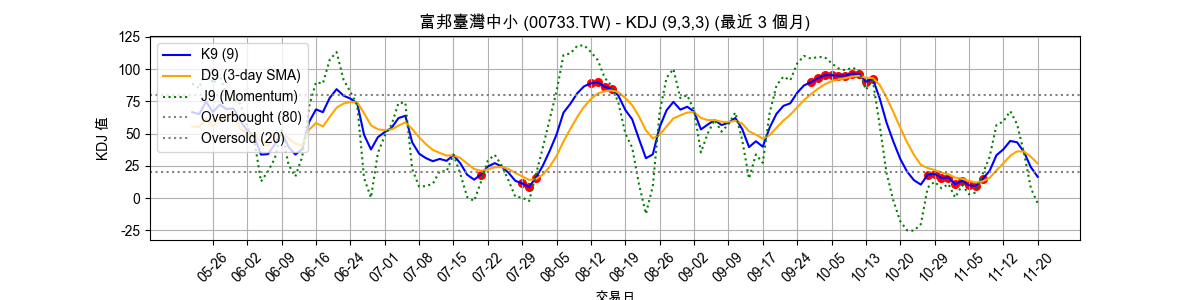 富邦臺灣中小 (00733.TW) - KDJ (9,3,3) (最近 3 個月)
KDJ 值
125
100
75
50
25
0
-25
K9 (9)
D9 (3-day SMA)
J9 (Momentum)
Overbought (80)
Oversold (20)
05-26 06-02 06-09 06-16 06-24 07-01 07-08 07-15 07-22 07-29 08-05 08-12 08-19 08-26 09-02 09-09 09-17 09-24 10-05 10-13 10-20 10-29 11-05 11-12 11-20
交易日